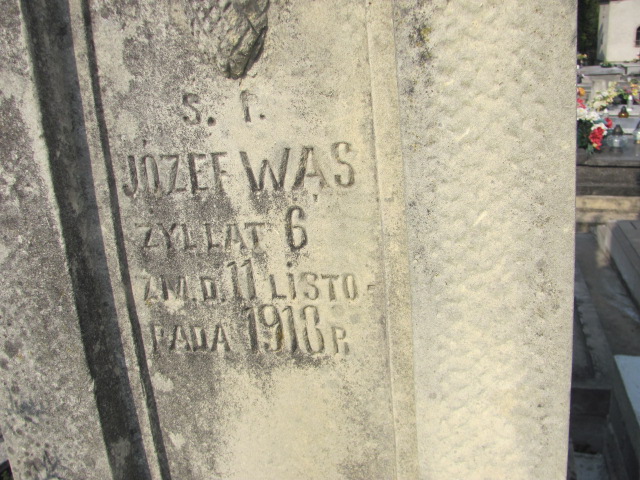 Ś. P.
JÓZEF WĄS
ŻYŁ LAT 6
ZM. D. 11 LISTO-
PADA 1918 R